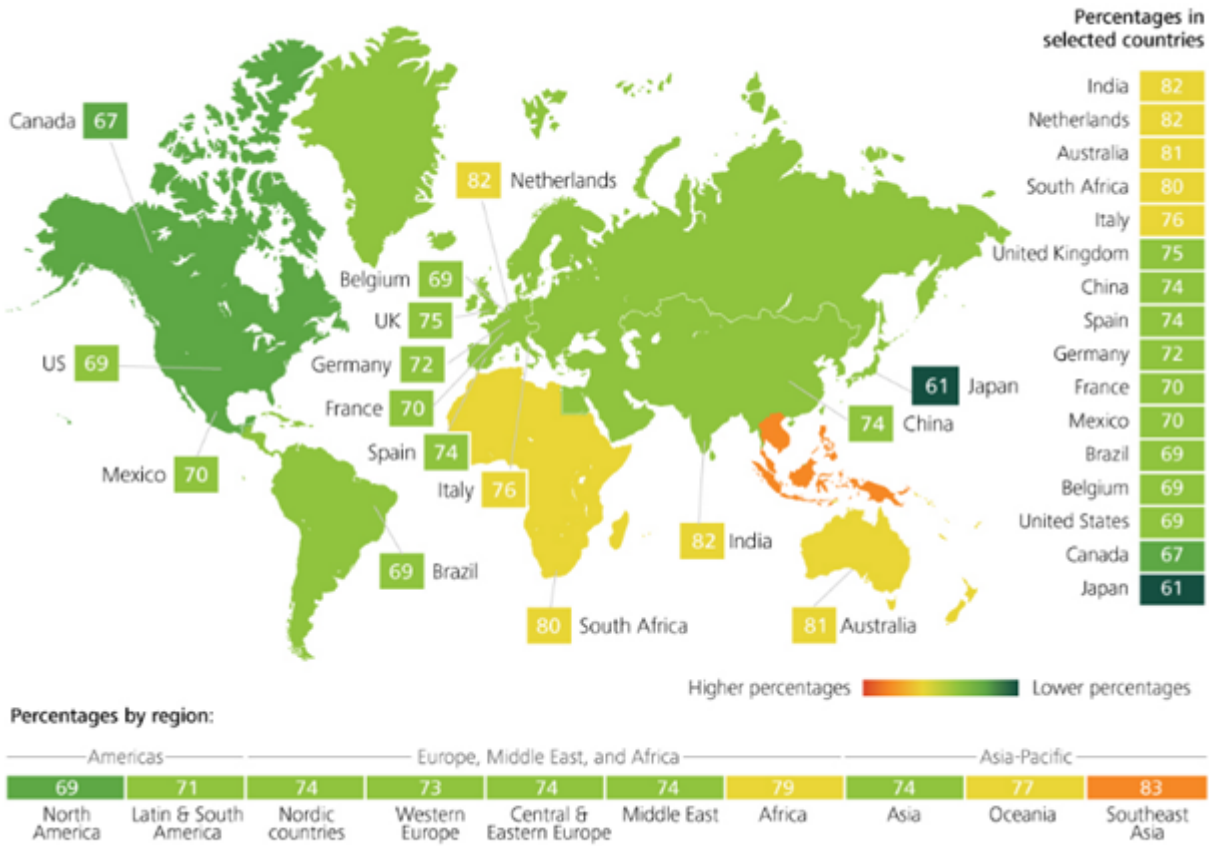 Percentages in
selected countries
India 82
Netherlands 82
Australia 81
South Africa 80
Italy 76
United Kingdom 75
China 74
Spain 74
Germany 72
France 70
Mexico 70
Brazil 69
Belgium 69
United States 69
Canada 67
Japan 61
Canada 67
82 Netherlands
Belgium 69
UK 75
US 69
Germany 72
61 Japan
France 70
74 China
Spain 74
Mexico 70
Italy 76
82 India
69 Brazil
80 South Africa
81 Australia
Higher percentages Lower percentages
Percentages by region:
Americas Europe, Middle East, and Africa Asia-Pacific
69 71 74 73 74 74 79 74 77 83
North Latin & South Nordic Western Central & Middle East Africa Asia Oceania Southeast
America America countries Europe Eastern Europe Asia